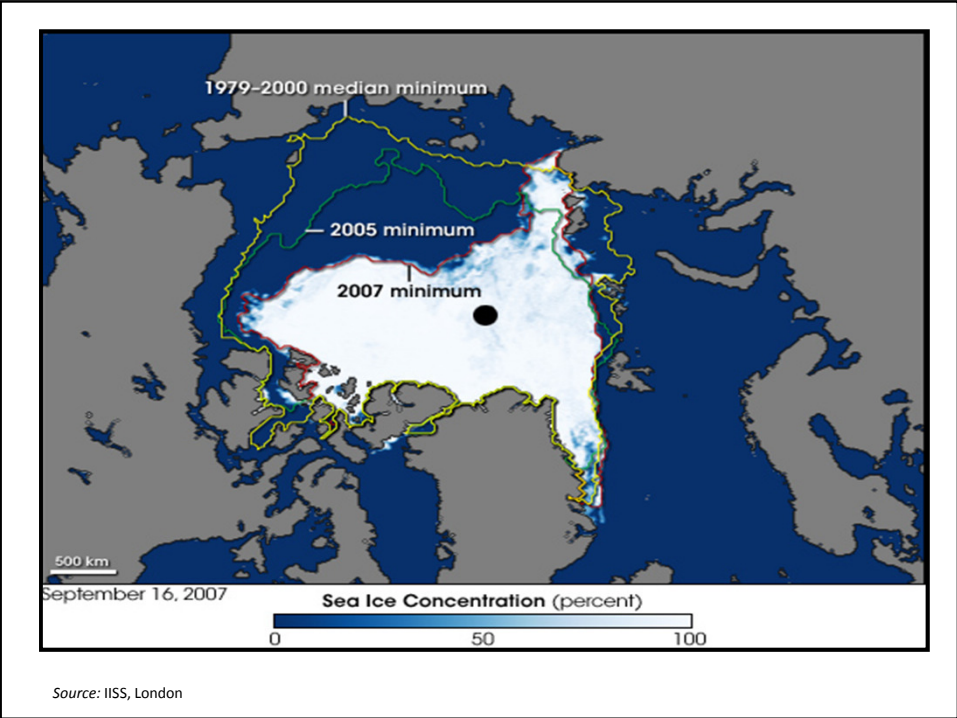 1979–2000 median minimum
2005 minimum
2007 minimum
500 km
September 16, 2007
Sea Ice Concentration (percent)
0 50 100
Source: IISS, London